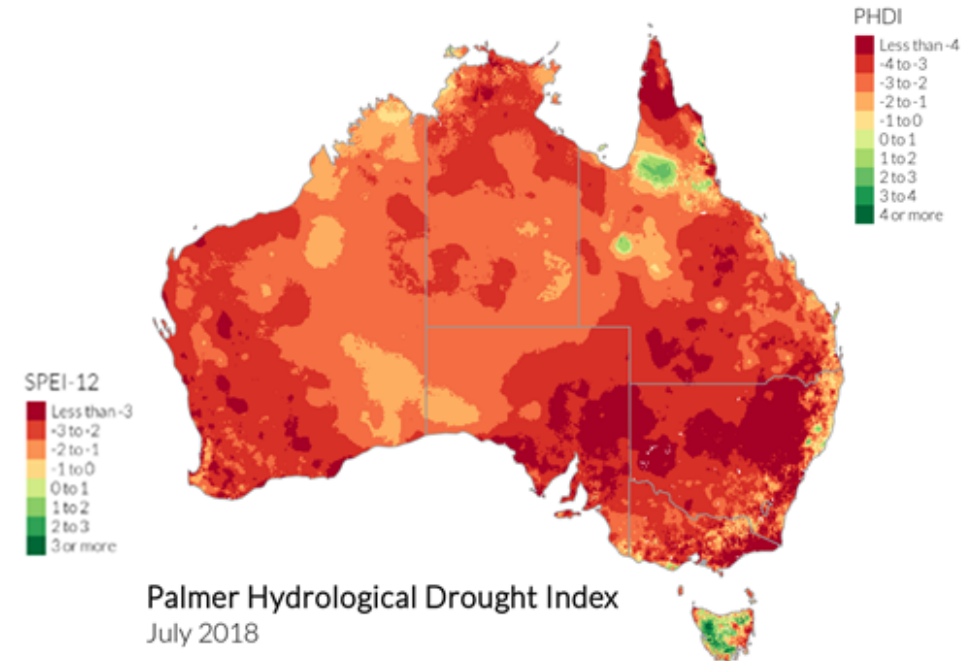 PHDI
Less than -4
-4 to -3
-3 to -2
-2 to -1
-1 to 0
0 to 1
1 to 2
2 to 3
3 to 4
4 or more
SPEI-12
Less than -3
-3 to -2
-2 to -1
-1 to 0
0 to 1
1 to 2
2 to 3
3 or more
Palmer Hydrological Drought Index
July 2018